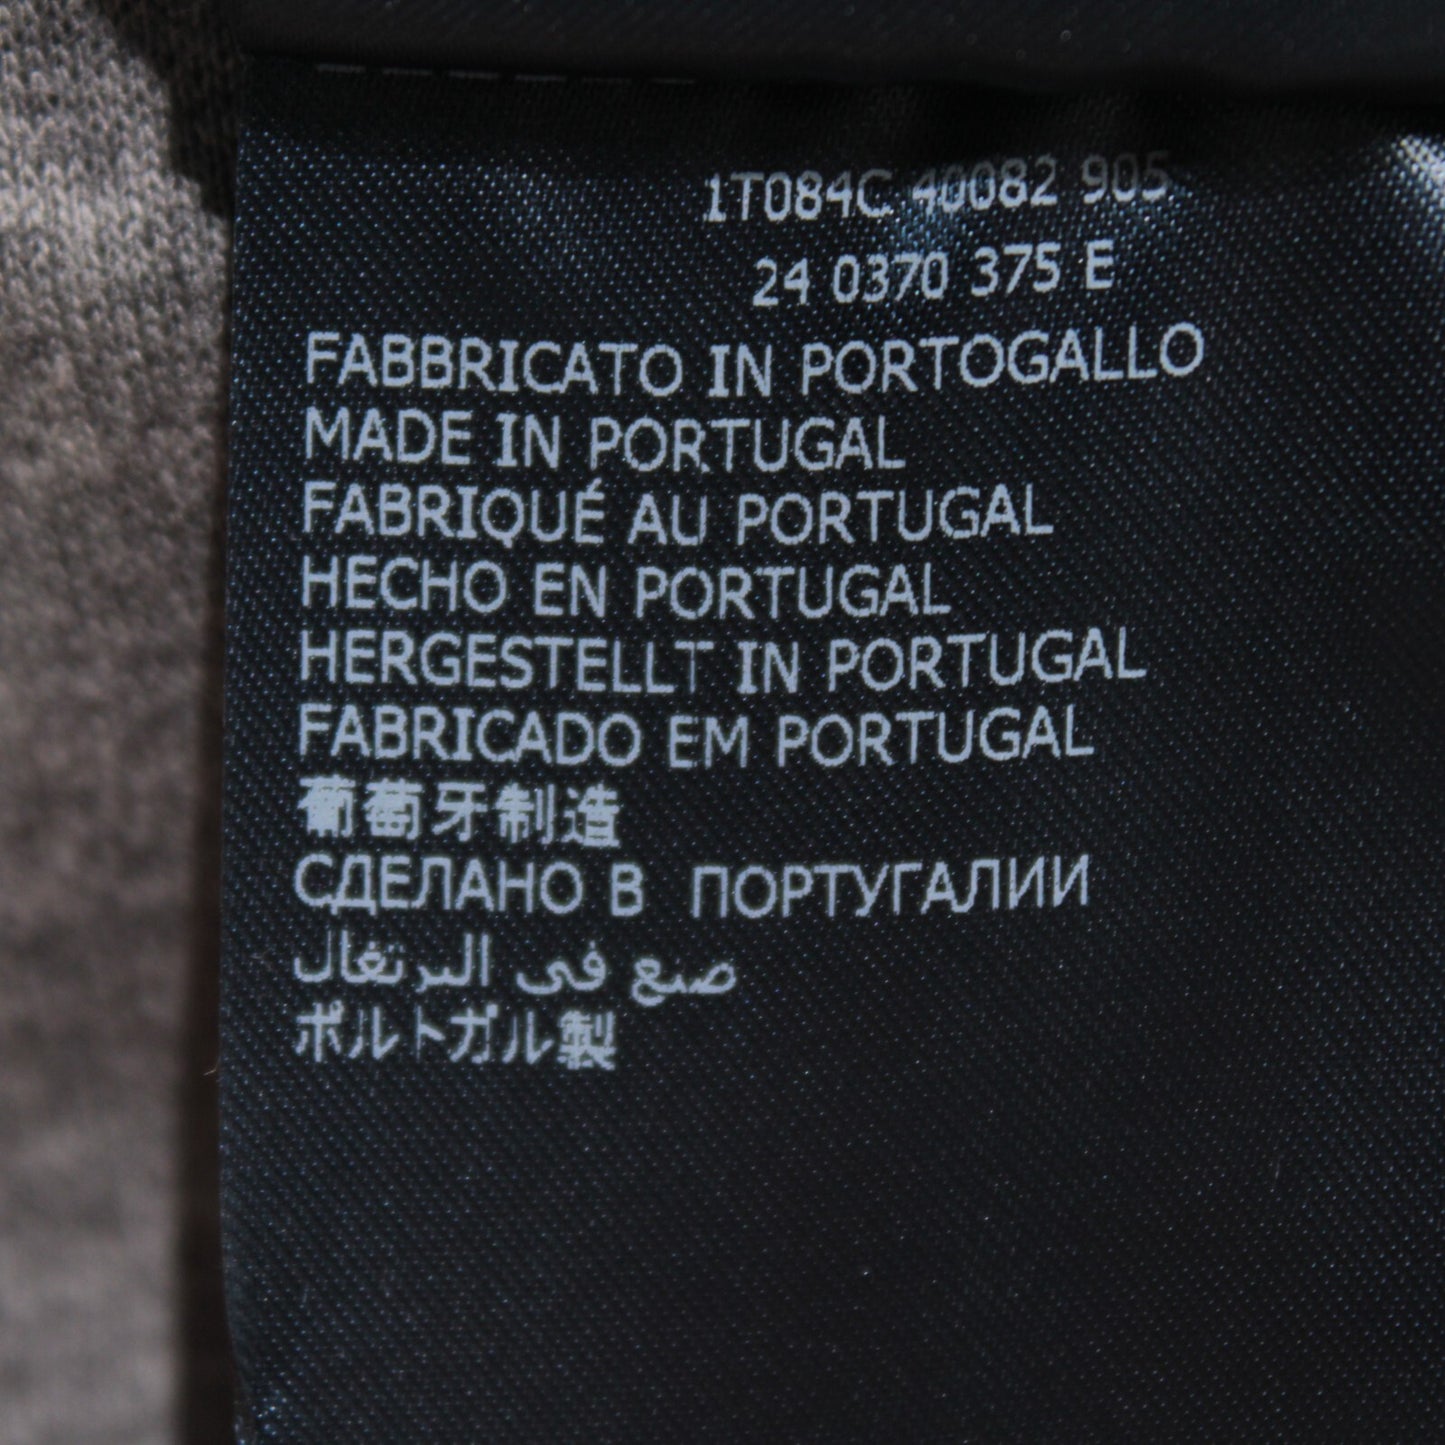 1T084C 40082 905
24 0370 375 E
FABBRICATO IN PORTOGALLO
MADE IN PORTUGAL
FABRIQUÉ AU PORTUGAL
HECHO EN PORTUGAL
HERGESTELLT IN PORTUGAL
FABRICADO EM PORTUGAL
葡萄牙制造
СДЕЛАНО В ПОРТУГАЛИИ
صنع فى البرتغال
ポルトガル製